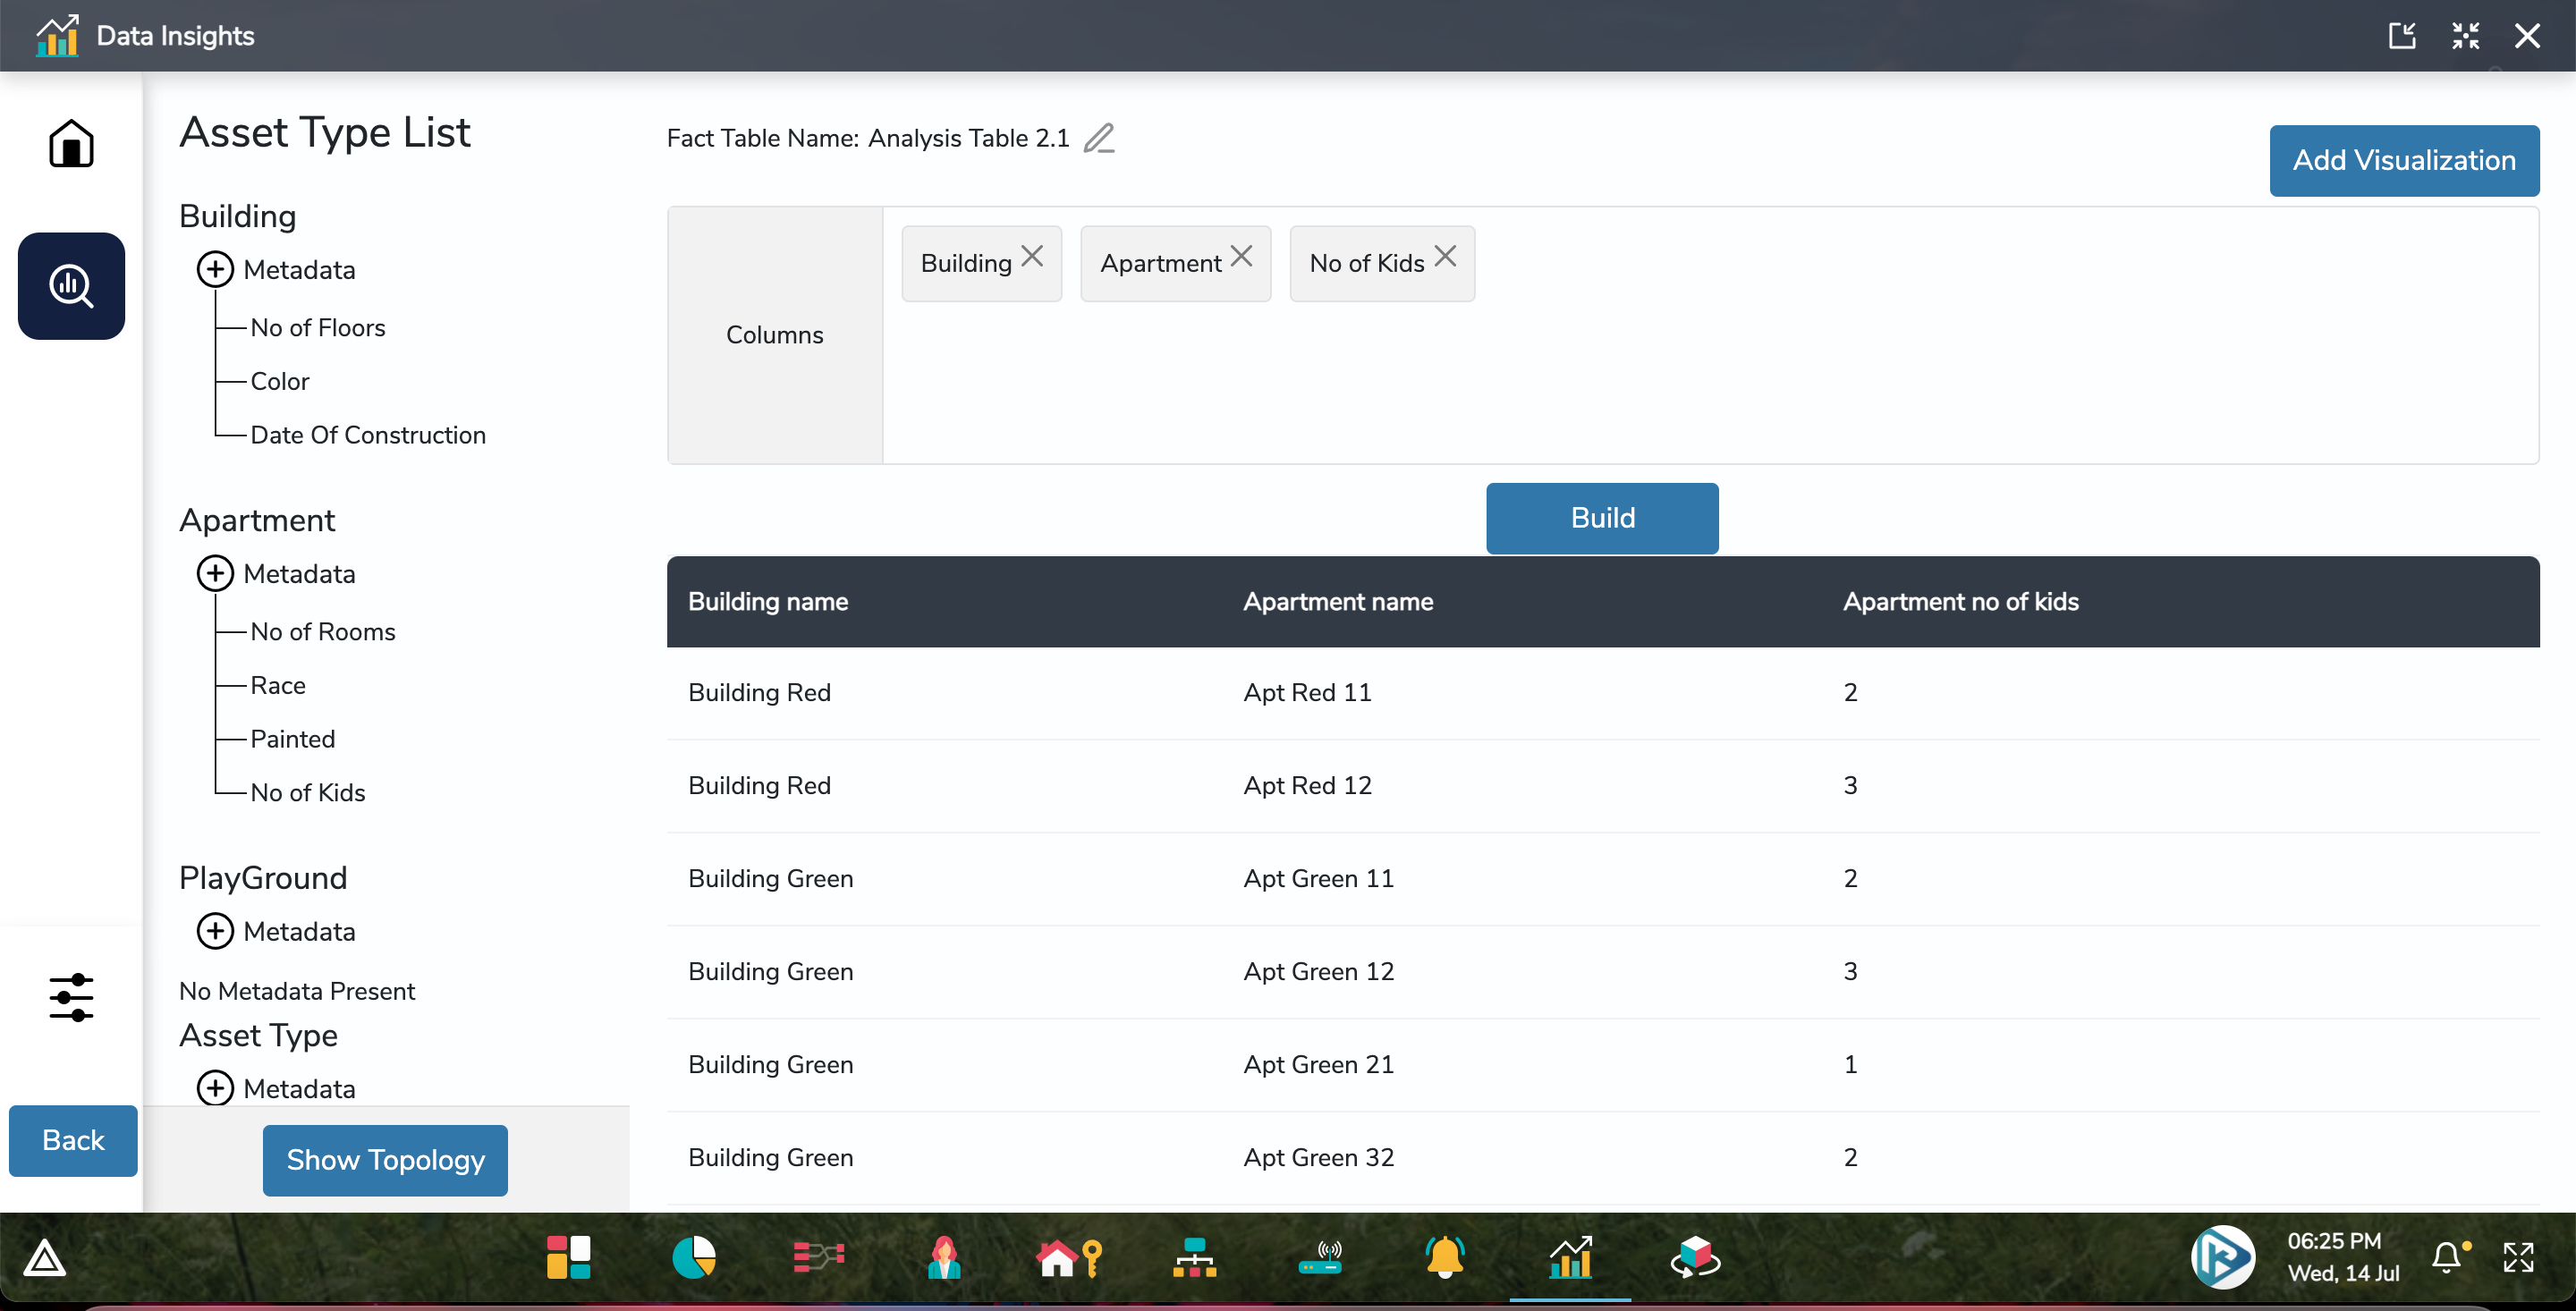 Data Insights
Asset Type List
Building
Metadata
No of Floors
Color
Date Of Construction
Apartment
Metadata
No of Rooms
Race
Painted
No of Kids
PlayGround
Metadata
No Metadata Present
Asset Type
Metadata
Back
Show Topology
Fact Table Name: Analysis Table 2.1
Add Visualization
Columns
Building
Apartment
No of Kids
Build
Building name Apartment name Apartment no of kids
Building Red Apt Red 11 2
Building Red Apt Red 12 3
Building Green Apt Green 11 2
Building Green Apt Green 12 3
Building Green Apt Green 21 1
Building Green Apt Green 32 2
06:25 PM
Wed, 14 Jul